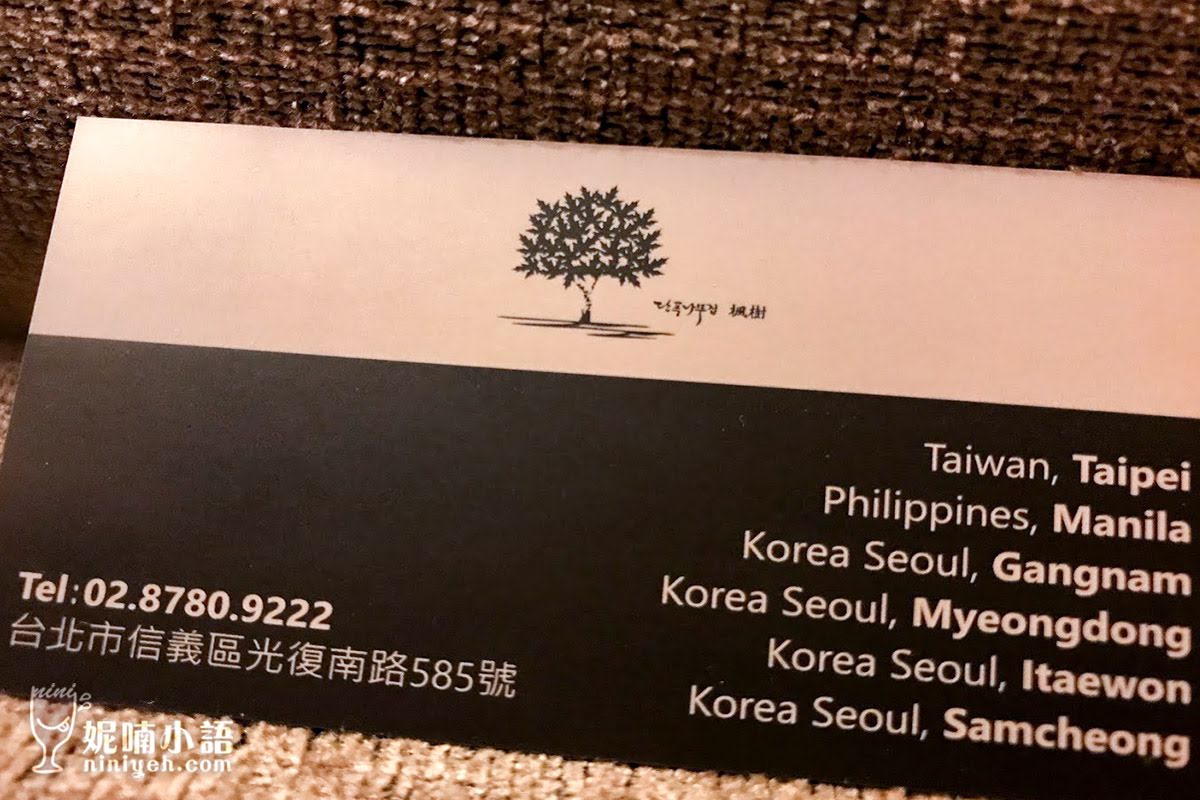 단풍나무집 楓樹
Taiwan, Taipei
Philippines, Manila
Korea Seoul, Gangnam
Korea Seoul, Myeongdong
Korea Seoul, Itaewon
Korea Seoul, Samcheong
Tel:02.8780.9222
台北市信義區光復南路585號
nini
妮喃小語
niniyeh.com